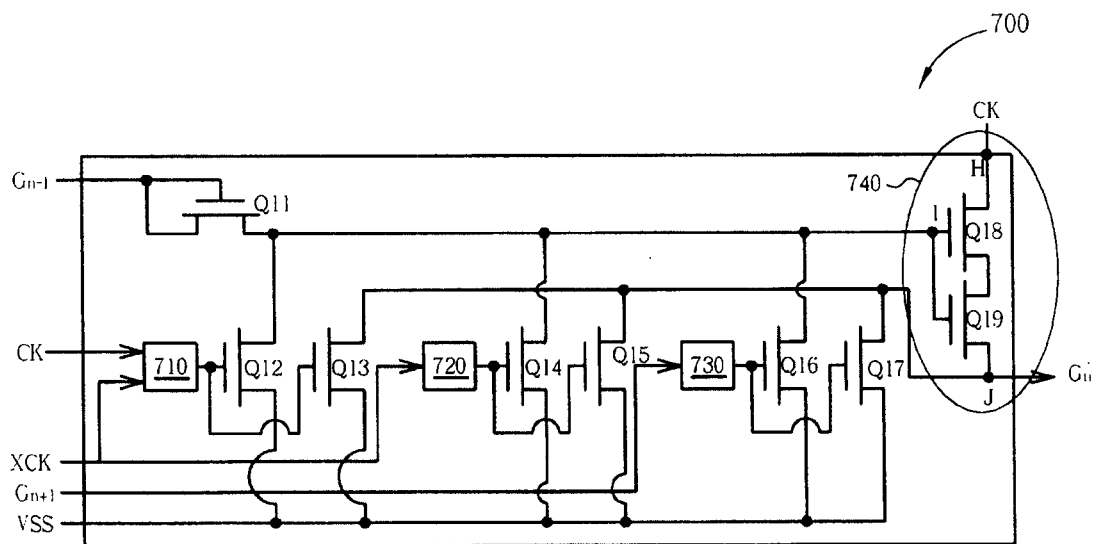 700
CK
H
740
Gn-1
Q11
I
Q18
Q19
CK
710
Q12
Q13
720
Q14
Q15
730
Q16
Q17
Gn
J
XCK
Gn+1
VSS